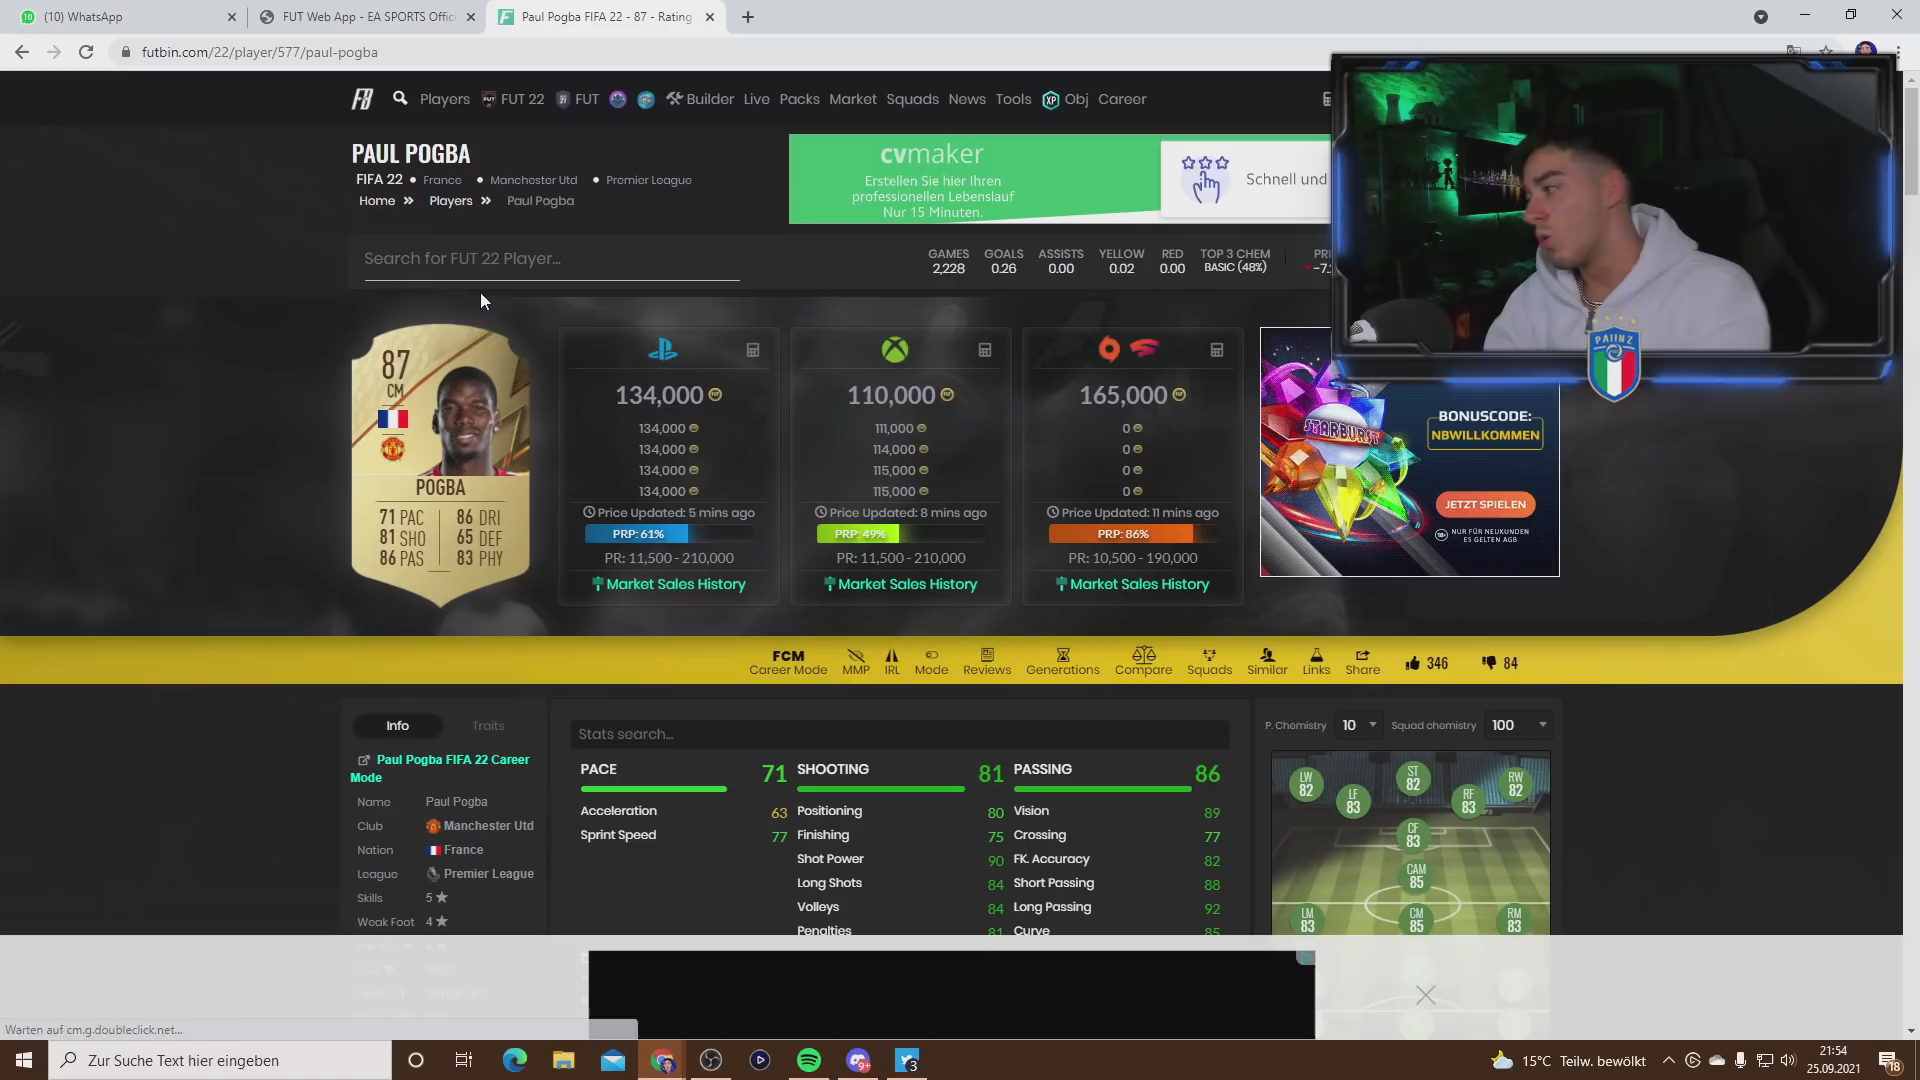 (10) WhatsApp
FUT Web App - EA SPORTS Offici
Paul Pogba FIFA 22 - 87 - Rating
futbin.com/22/player/577/paul-pogba
Players FUT 22 FUT Builder Live Packs Market Squads News Tools XP Obj Career
PAUL POGBA
FIFA 22 • France • Manchester Utd • Premier League
Home » Players » Paul Pogba
cvmaker
Erstellen Sie hier Ihren
professionellen Lebenslauf
Nur 15 Minuten.
Schnell und
Search for FUT 22 Player...
GAMES GOALS ASSISTS YELLOW RED TOP 3 CHEM
2,228 0.26 0.00 0.02 0.00 BASIC (48%)
87
CM
POGBA
71 PAC 86 DRI
81 SHO 65 DEF
86 PAS 83 PHY
134,000
134,000
134,000
134,000
134,000
Price Updated: 5 mins ago
PRP: 61%
PR: 11,500 - 210,000
Market Sales History
110,000
111,000
114,000
115,000
115,000
Price Updated: 8 mins ago
PRP: 49%
PR: 11,500 - 210,000
Market Sales History
165,000
0
0
0
0
Price Updated: 11 mins ago
PRP: 86%
PR: 10,500 - 190,000
Market Sales History
PAIINZ
STARBURST
BONUSCODE:
NBWILLKOMMEN
JETZT SPIELEN
18+ NUR FÜR NEUKUNDEN
ES GELTEN AGB
FCM
Career Mode MMP IRL Mode Reviews Generations Compare Squads Similar Links Share 346 84
Info Traits
Paul Pogba FIFA 22 Career
Mode
Name Paul Pogba
Club Manchester Utd
Nation France
League Premier League
Skills 5
Weak Foot 4
Stats search...
PACE 71
Acceleration 63
Sprint Speed 77
SHOOTING 81
Positioning 80
Finishing 75
Shot Power 90
Long Shots 84
Volleys 84
Penalties 81
PASSING 86
Vision 89
Crossing 77
FK. Accuracy 82
Short Passing 88
Long Passing 92
Curve 85
P. Chemistry 10 Squad chemistry 100
LW
82
ST
82
RW
82
LF
83
RF
83
CF
83
CAM
85
LM
83
CM
85
RM
83
Warten auf cm.g.doubleclick.net...
Zur Suche Text hier eingeben
9+
3
15°C Teilw. bewölkt
21:54
25.09.2021
18